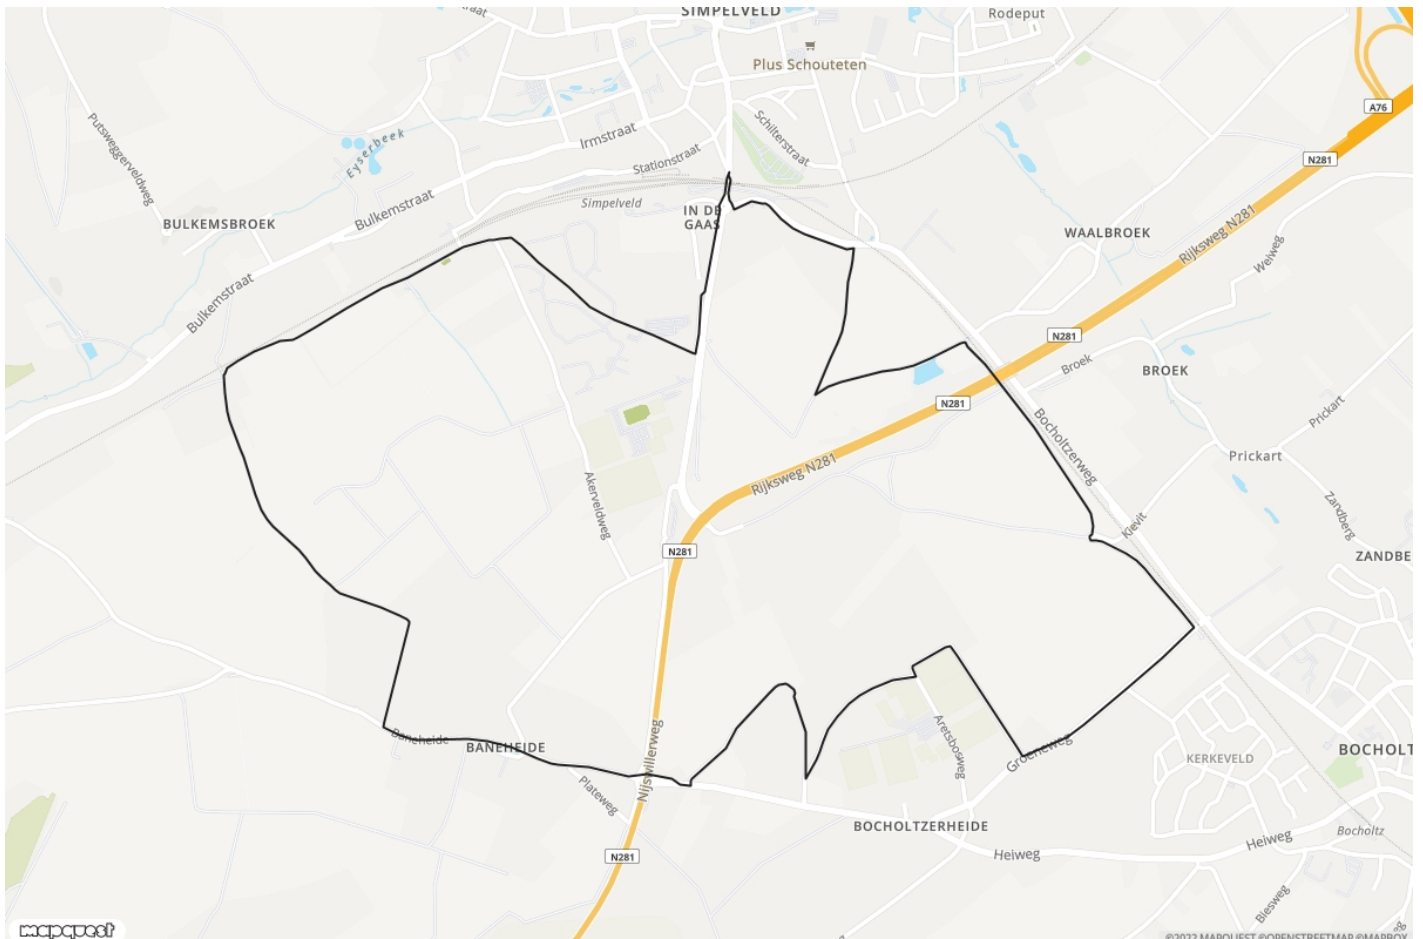 SIMPELVELD
Rodeput
Plus Schouteten
A76
Putsweggerveldweg
Eyserbeek
Irmstraat
Schilterstraat
N281
Stationstraat
Simpelveld
Bulkemstraat
IN DE
GAAS
BULKEMSBROEK
WAALBROEK
Rijksweg N281
Weiweg
Bulkemstraat
N281
Broek
BROEK
N281
Bocholtzerweg
Prickart
Prickart
Rijksweg N281
Akerveldweg
Kievit
Zandberg
N281
ZANDBE
Baneheide
BANEHEIDE
Nijswillerweg
Aretsbosweg
Groeneweg
KERKEVELD
BOCHOLT
Plateweg
BOCHOLTZERHEIDE
Bocholtz
Heiweg
Heiweg
N281
Biesweg
mapquest
©2022 MAPQUEST ©OPENSTREETMAP ©MAPBOX